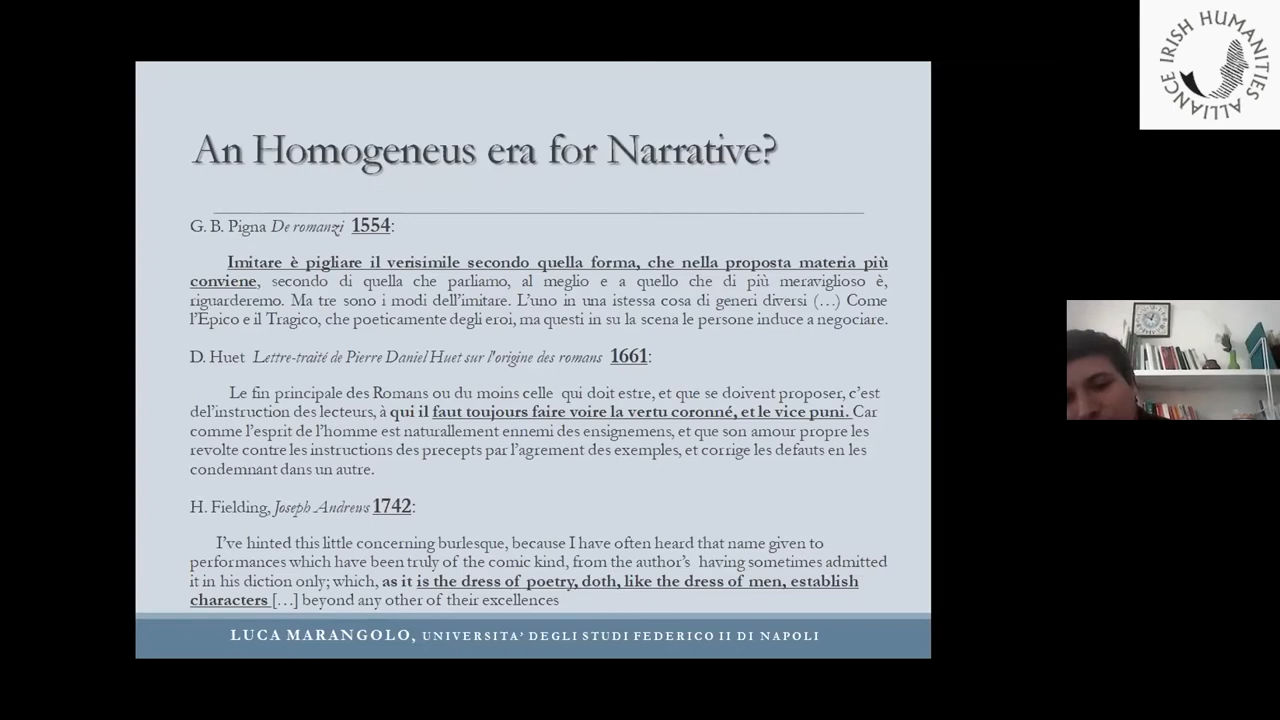 An Homogeneus era for Narrative?
G. B. Pigna De romanzi 1554:
Imitare è pigliare il verisimile secondo quella forma, che nella proposta materia più
conviene, secondo di quella che parliamo, al meglio e a quello che di più meraviglioso è,
riguarderemo. Ma tre sono i modi dell'imitare. L'uno in una istessa cosa di generi diversi (…) Come
l'Epico e il Tragico, che poeticamente degli eroi, ma questi in su la scena le persone induce a negociare.
D. Huet Lettre-traité de Pierre Daniel Huet sur l'origine des romans 1661:
Le fin principale des Romans ou du moins celle qui doit estre, et que se doivent proposer, c'est
del'instruction des lecteurs, à qui il faut toujours faire voire la vertu coronné, et le vice puni. Car
comme l'esprit de l'homme est naturallement ennemi des ensignemens, et que son amour propre les
revolte contre les instructions des precepts par l'agrement des exemples, et corrige les defauts en les
condemnant dans un autre.
H. Fielding, Joseph Andrews 1742:
I've hinted this little concerning burlesque, because I have often heard that name given to
performances which have been truly of the comic kind, from the author's having sometimes admitted
it in his diction only; which, as it is the dress of poetry, doth, like the dress of men, establish
characters […] beyond any other of their excellences
LUCA MARANGOLO, UNIVERSITA' DEGLI STUDI FEDERICO II DI NAPOLI
IRISH HUMANITIES ALLIANCE